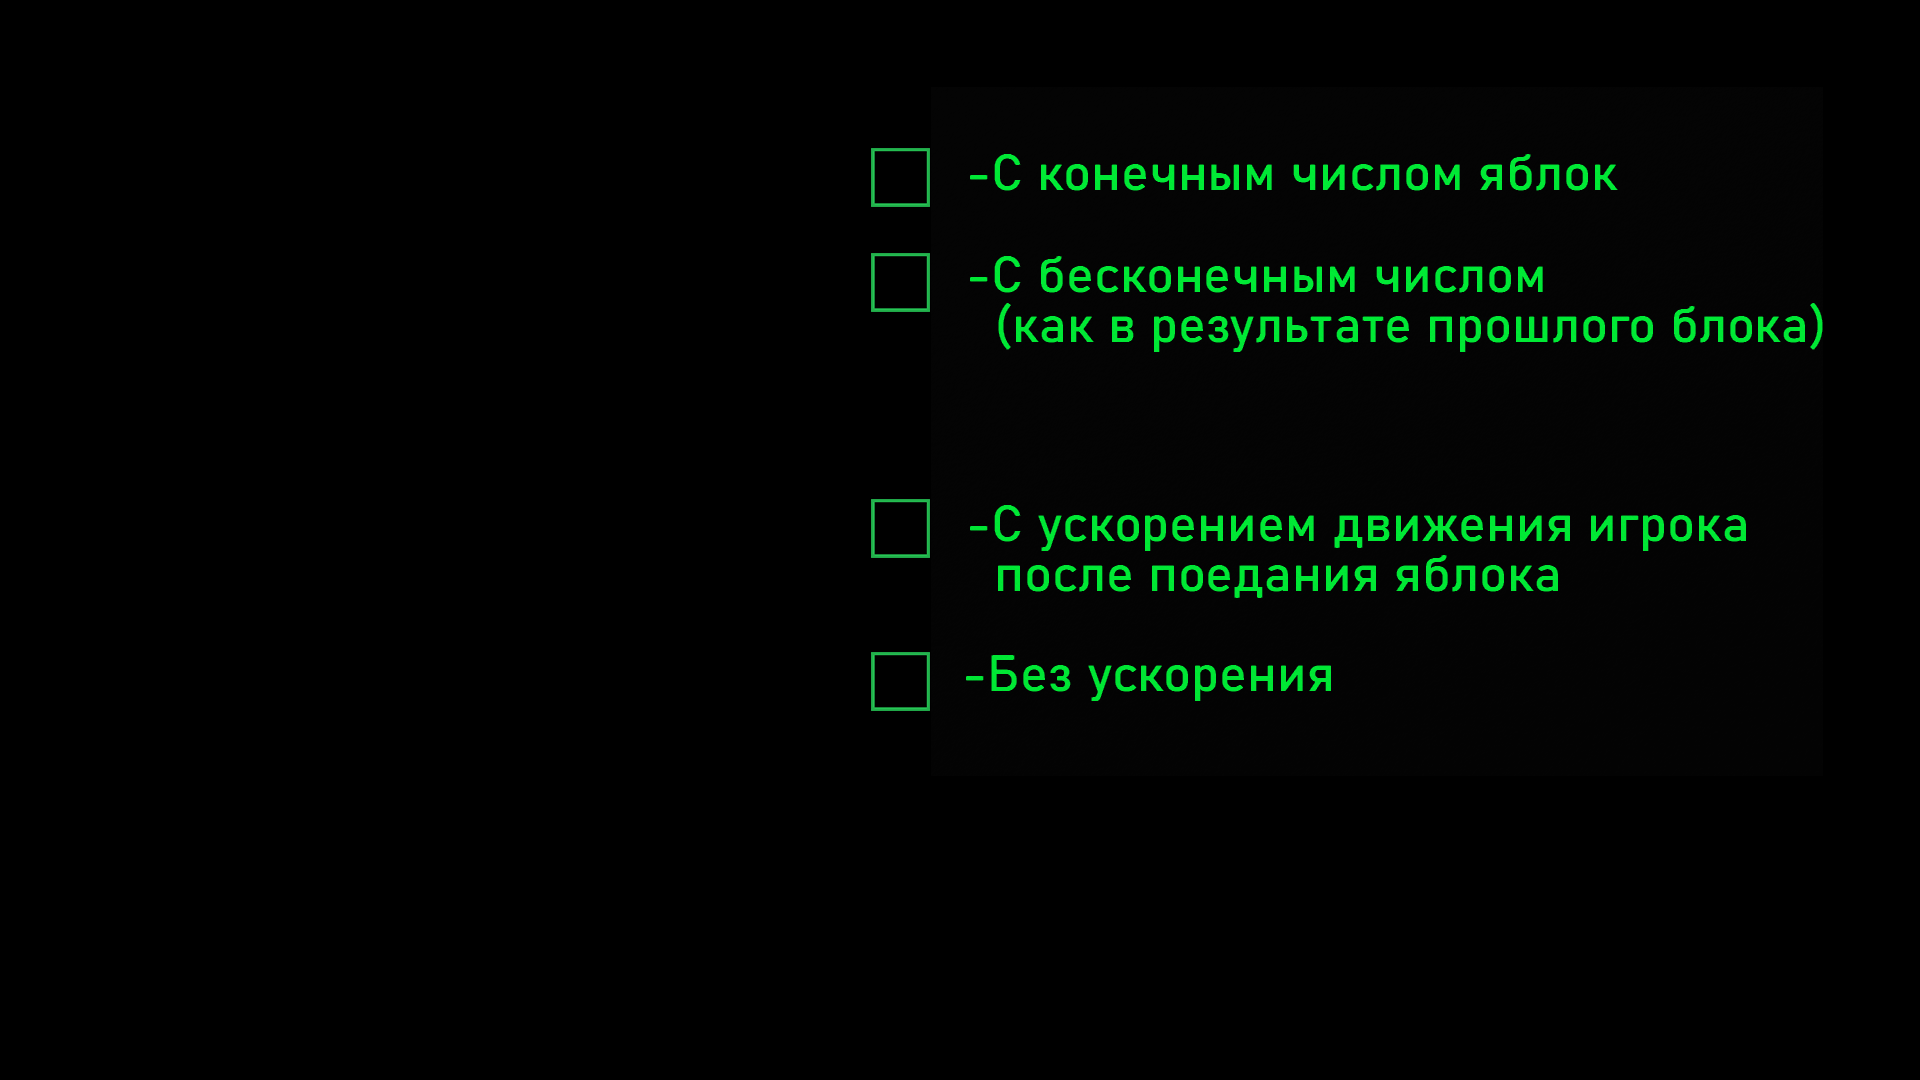 -С конечным числом яблок
-С бесконечным числом
(как в результате прошлого блока)
-С ускорением движения игрока
после поедания яблока
-Без ускорения